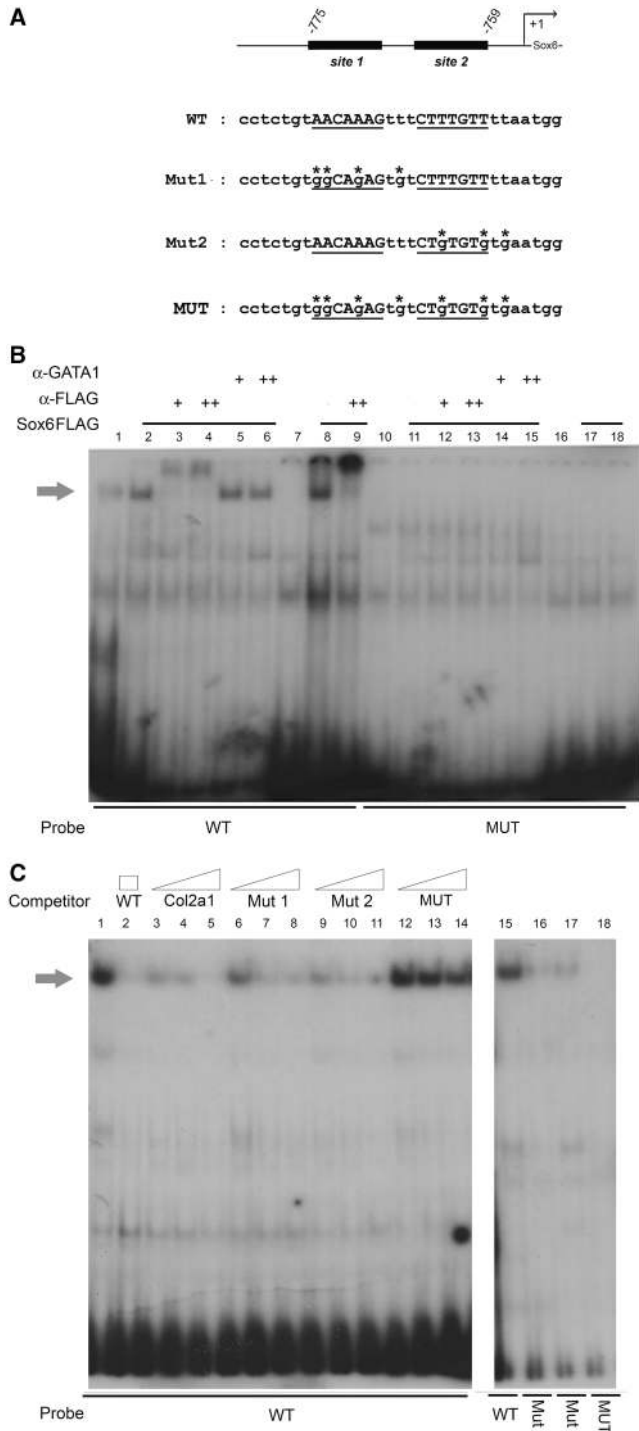 A
-775
-759
+1
Sox6
site 1 site 2
** * *
WT : cctctgtAACAAAGtttCTTTGTTttaatgg
Mut1 : cctctgtggCAgAGtgtCTTTGTTttaatgg
* * *
Mut2 : cctctgtAACAAAGtttCTgTGTgtgaatgg
** * * * * *
MUT : cctctgtggCAgAGtgtCTgTGTgtgaatgg
B
α-GATA1 + ++ + ++
α-FLAG + ++ ++ + ++
Sox6FLAG
1 2 3 4 5 6 7 8 9 10 11 12 13 14 15 16 17 18
Probe WT MUT
C
Competitor WT Col2a1 Mut 1 Mut 2 MUT
1 2 3 4 5 6 7 8 9 10 11 12 13 14 15 16 17 18
Probe WT WT Mut Mut MUT